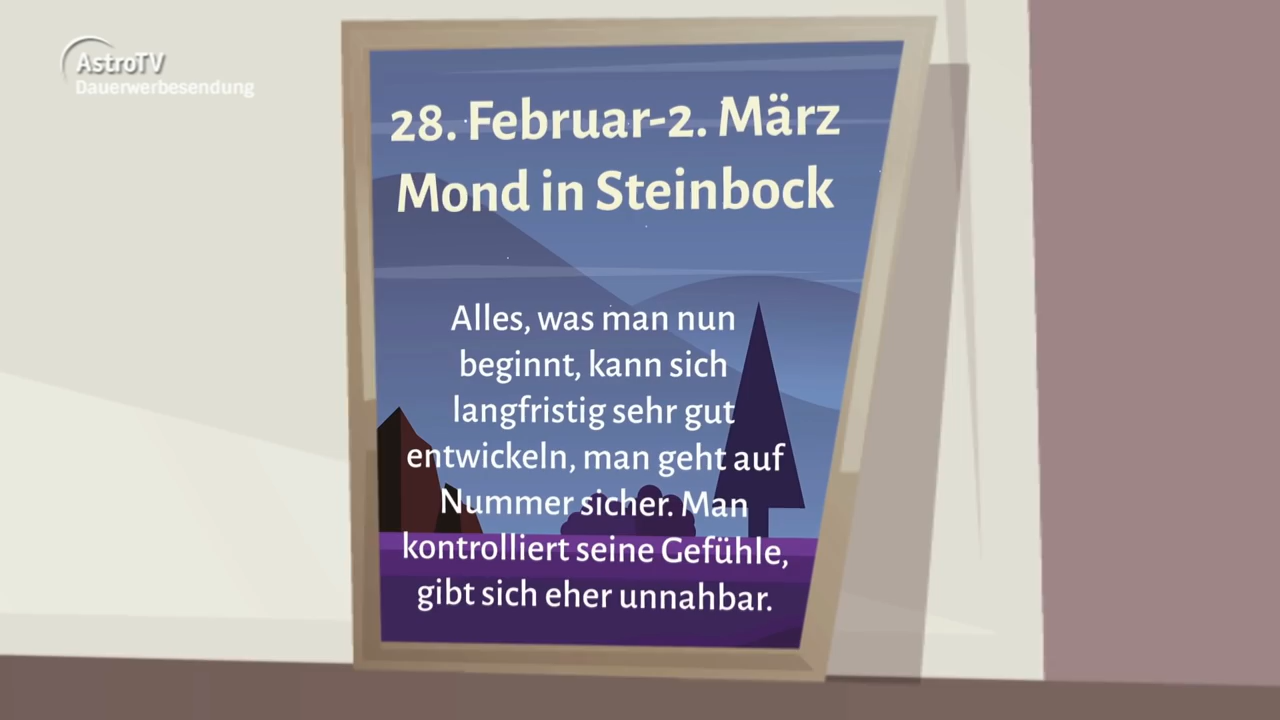 AstroTV
Dauerwerbesendung
28. Februar-2. März
Mond in Steinbock
Alles, was man nun
beginnt, kann sich
langfristig sehr gut
entwickeln, man geht auf
Nummer sicher. Man
kontrolliert seine Gefühle,
gibt sich eher unnahbar.